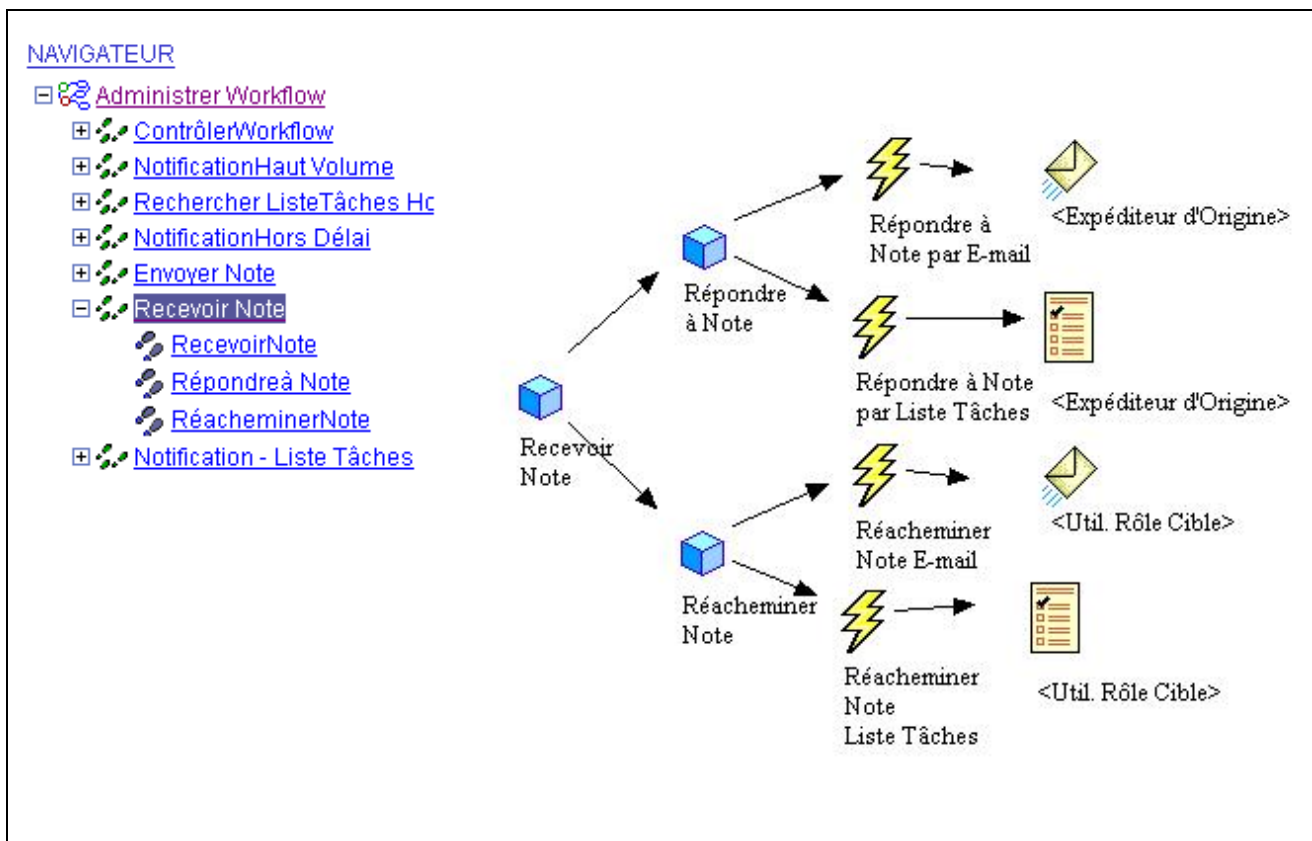 NAVIGATEUR
Administrer Workflow
ContrôlerWorkflow
NotificationHaut Volume
Rechercher ListeTâches Hc
NotificationHors Délai
Envoyer Note
Recevoir Note
RecevoirNote
Répondreà Note
RéacheminerNote
Notification - Liste Tâches
Recevoir
Note
Répondre
à Note
Réacheminer
Note
Répondre à
Note par E-mail
<Expéditeur d'Origine>
Répondre à Note
par Liste Tâches
<Expéditeur d'Origine>
Réacheminer
Note E-mail
<Util. Rôle Cible>
Réacheminer
Note
Liste Tâches
<Util. Rôle Cible>